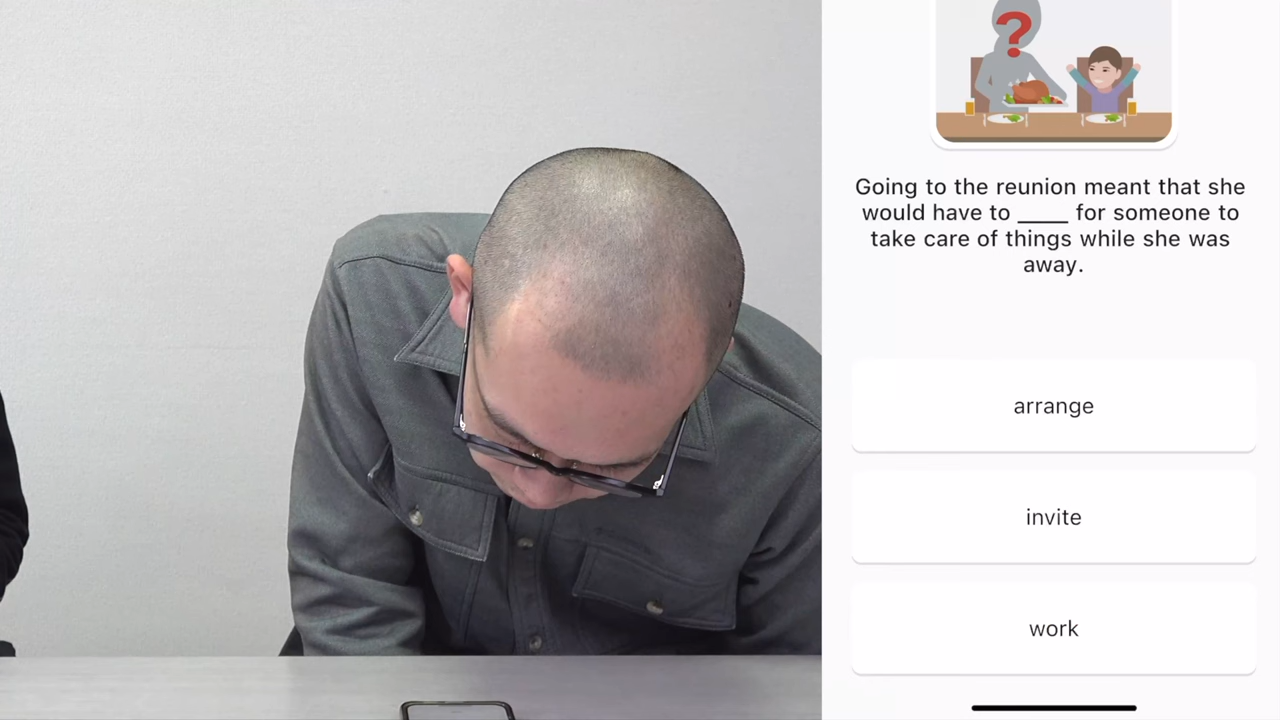 ?
Going to the reunion meant that she
would have to _____ for someone to
take care of things while she was
away.
arrange
invite
work